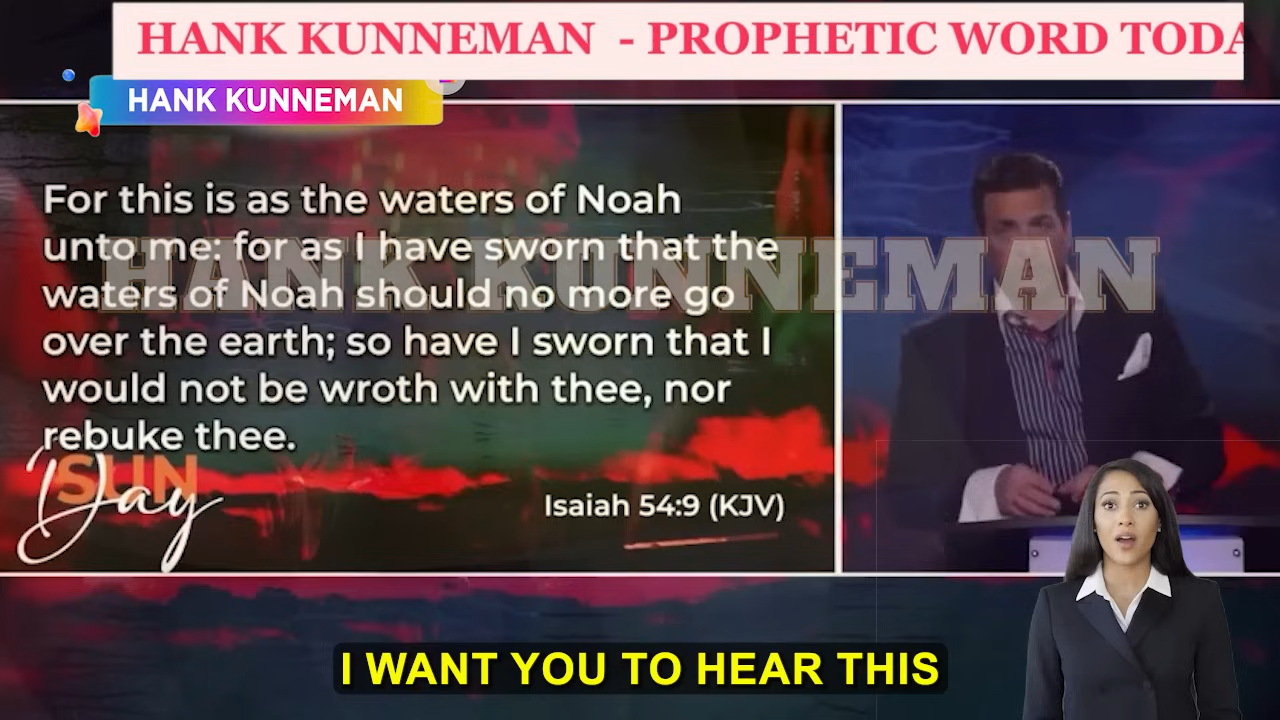 HANK KUNNEMAN - PROPHETIC WORD TODA
HANK KUNNEMAN
For this is as the waters of Noah
unto me: for as I have sworn that the
HANK KUNNEMAN
waters of Noah should no more go
over the earth; so have I sworn that I
would not be wroth with thee, nor
rebuke thee.
SUN
Day
Isaiah 54:9 (KJV)
I WANT YOU TO HEAR THIS